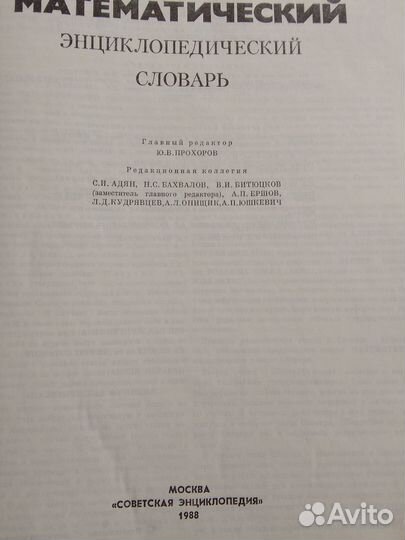 МАТЕМАТИЧЕСКИЙ
ЭНЦИКЛОПЕДИЧЕСКИЙ
СЛОВАРЬ
Главный редактор
Ю.В.ПРОХОРОВ
Редакционная коллегия
С.И. АДЯН, Н.С. БАХВАЛОВ, В.И. БИТЮЦКОВ
(заместитель главного редактора), А.П. ЕРШОВ,
Л.Д.КУДРЯВЦЕВ,А.Л.ОНИЩИК, А.П.ЮШКЕВИЧ
МОСКВА
«СОВЕТСКАЯ ЭНЦИКЛОПЕДИЯ»
1988
Avito